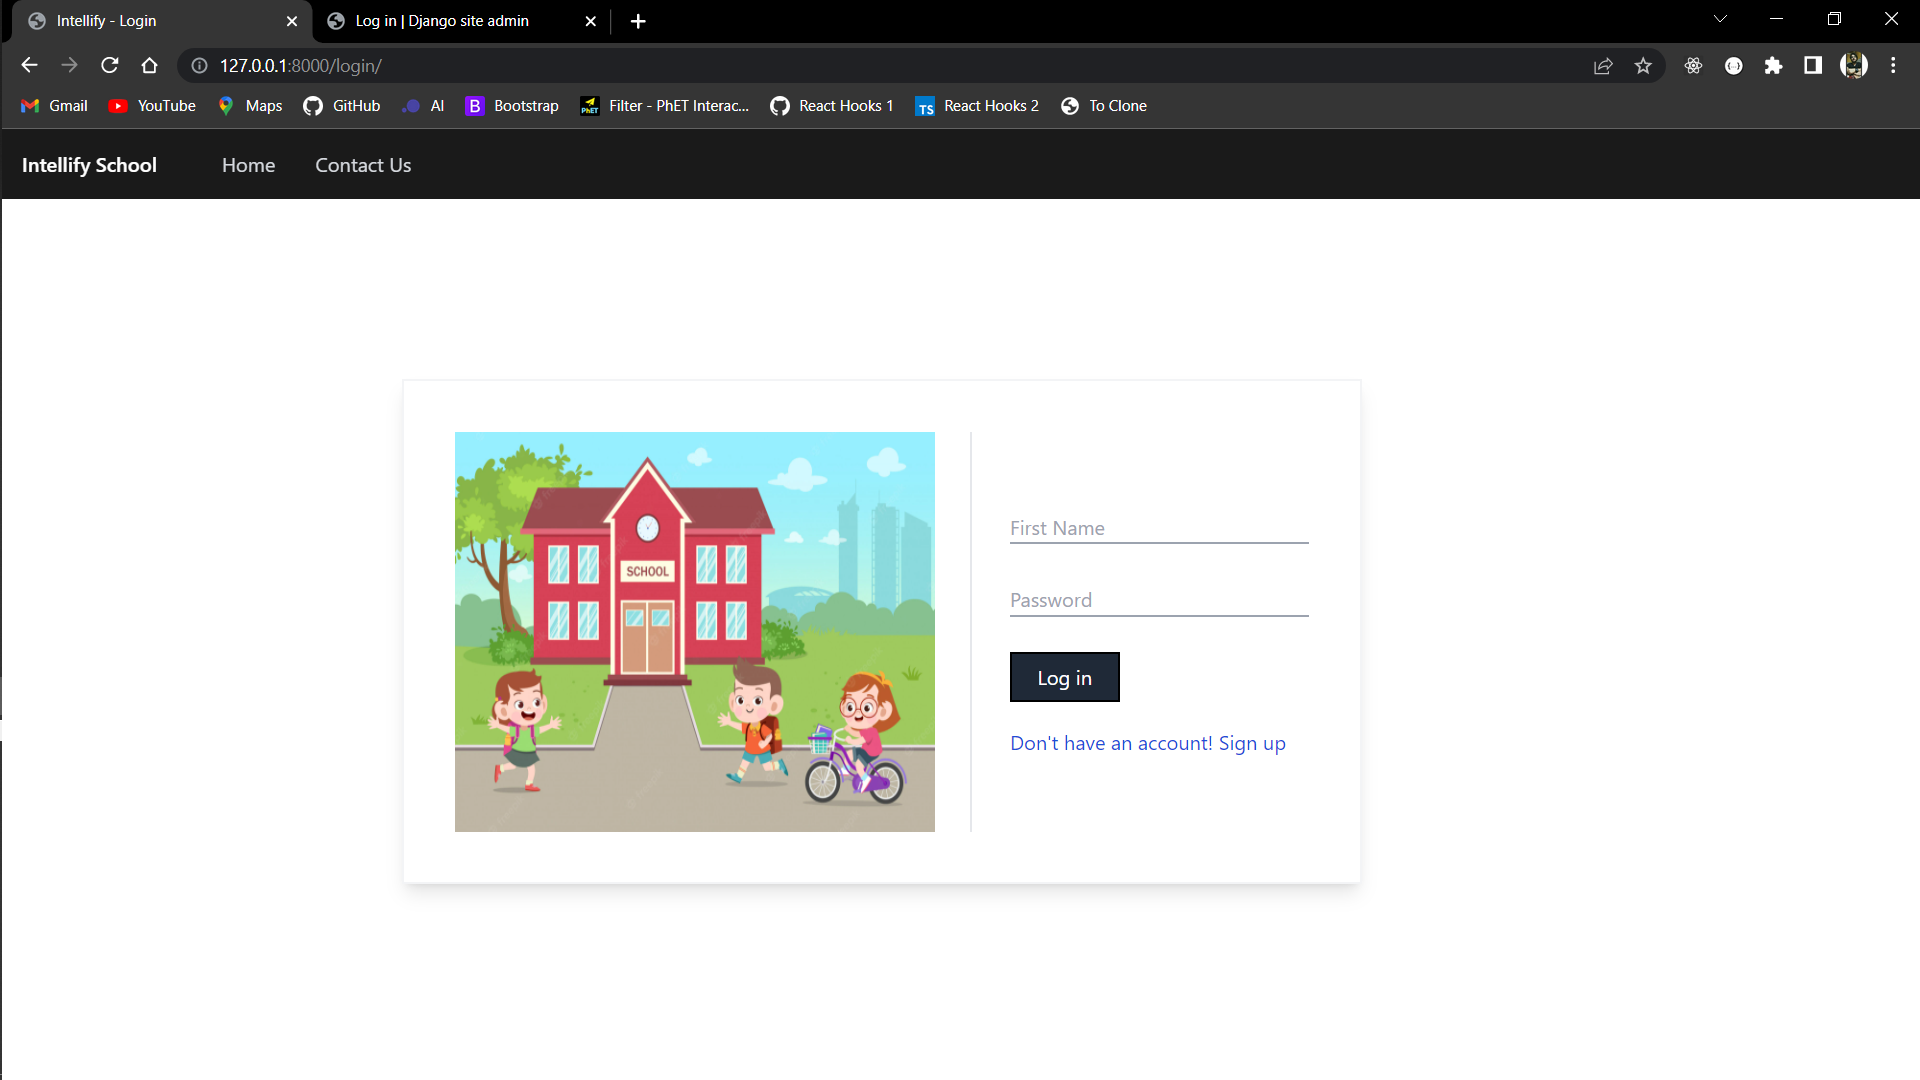 Intellify - Login
Log in | Django site admin
127.0.0.1:8000/login/
Gmail YouTube Maps GitHub AI B Bootstrap PhET Filter - PhET Interac... React Hooks 1 TS React Hooks 2 To Clone
Intellify School Home Contact Us
SCHOOL
First Name
Password
Log in
Don't have an account! Sign up